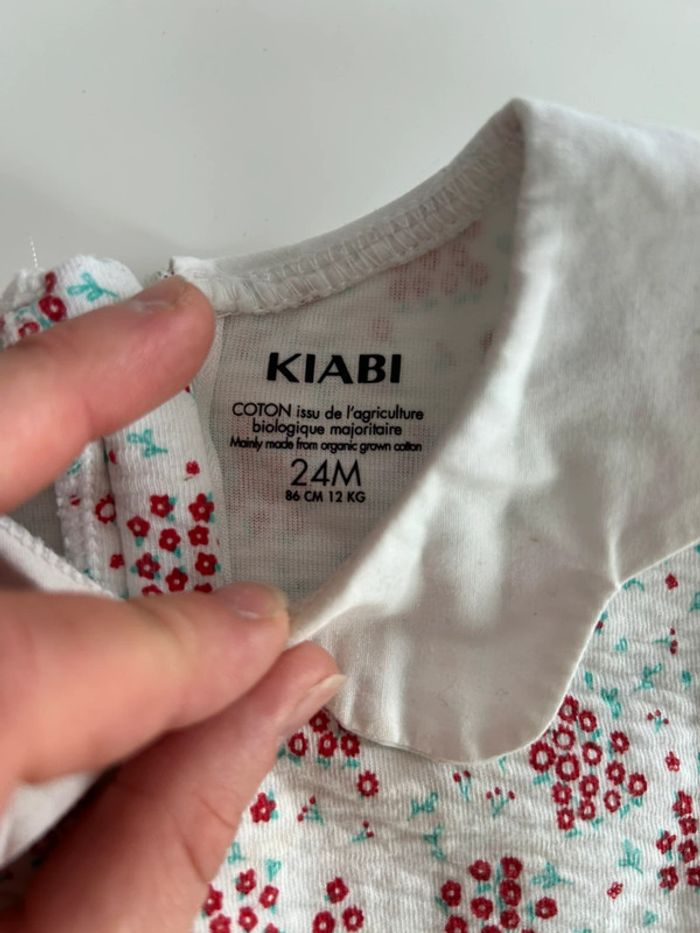 KIABI
COTON issu de l'agriculture
biologique majoritaire
Mainly made from organic grown cotton
24M
86 CM 12 KG